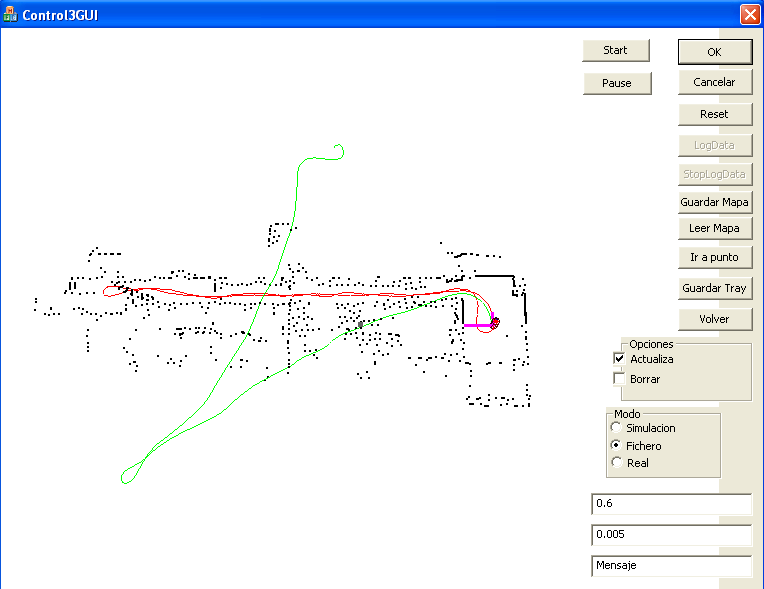 Control3GUI
Start
OK
Pause
Cancelar
Reset
LogData
StopLogData
Guardar Mapa
Leer Mapa
Ir a punto
Guardar Tray
Volver
Opciones
Actualiza
Borrar
Modo
Simulacion
Fichero
Real
0.6
0.005
Mensaje